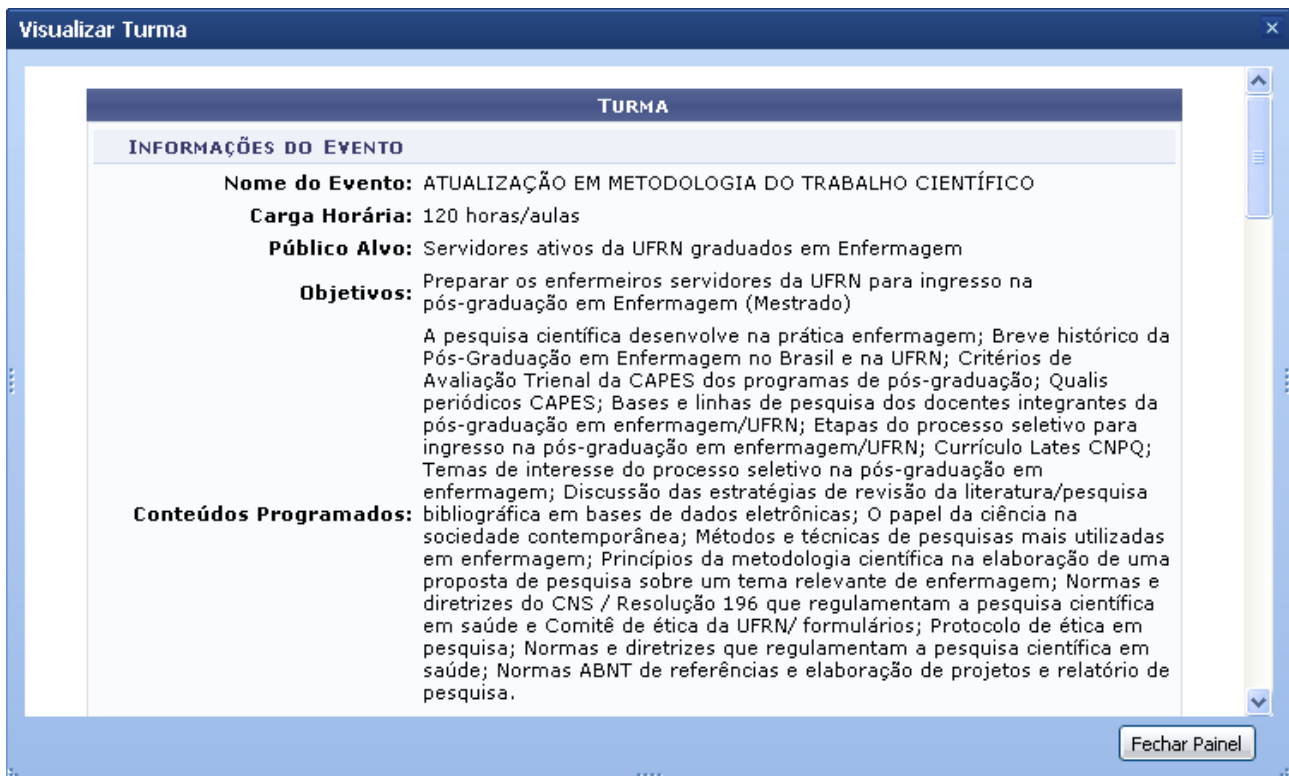 Visualizar Turma
TURMA
INFORMAÇÕES DO EVENTO
Nome do Evento: ATUALIZAÇÃO EM METODOLOGIA DO TRABALHO CIENTÍFICO
Carga Horária: 120 horas/aulas
Público Alvo: Servidores ativos da UFRN graduados em Enfermagem
Objetivos: Preparar os enfermeiros servidores da UFRN para ingresso na
pós-graduação em Enfermagem (Mestrado)
A pesquisa científica desenvolve na prática enfermagem; Breve histórico da
Pós-Graduação em Enfermagem no Brasil e na UFRN; Critérios de
Avaliação Trienal da CAPES dos programas de pós-graduação; Qualis
periódicos CAPES; Bases e linhas de pesquisa dos docentes integrantes da
pós-graduação em enfermagem/UFRN; Etapas do processo seletivo para
ingresso na pós-graduação em enfermagem/UFRN; Currículo Lates CNPQ;
Temas de interesse do processo seletivo na pós-graduação em
enfermagem; Discussão das estratégias de revisão da literatura/pesquisa
Conteúdos Programados: bibliográfica em bases de dados eletrônicas; O papel da ciência na
sociedade contemporânea; Métodos e técnicas de pesquisas mais utilizadas
em enfermagem; Princípios da metodologia científica na elaboração de uma
proposta de pesquisa sobre um tema relevante de enfermagem; Normas e
diretrizes do CNS / Resolução 196 que regulamentam a pesquisa científica
em saúde e Comitê de ética da UFRN/ formulários; Protocolo de ética em
pesquisa; Normas e diretrizes que regulamentam a pesquisa científica em
saúde; Normas ABNT de referências e elaboração de projetos e relatório de
pesquisa.
Fechar Painel